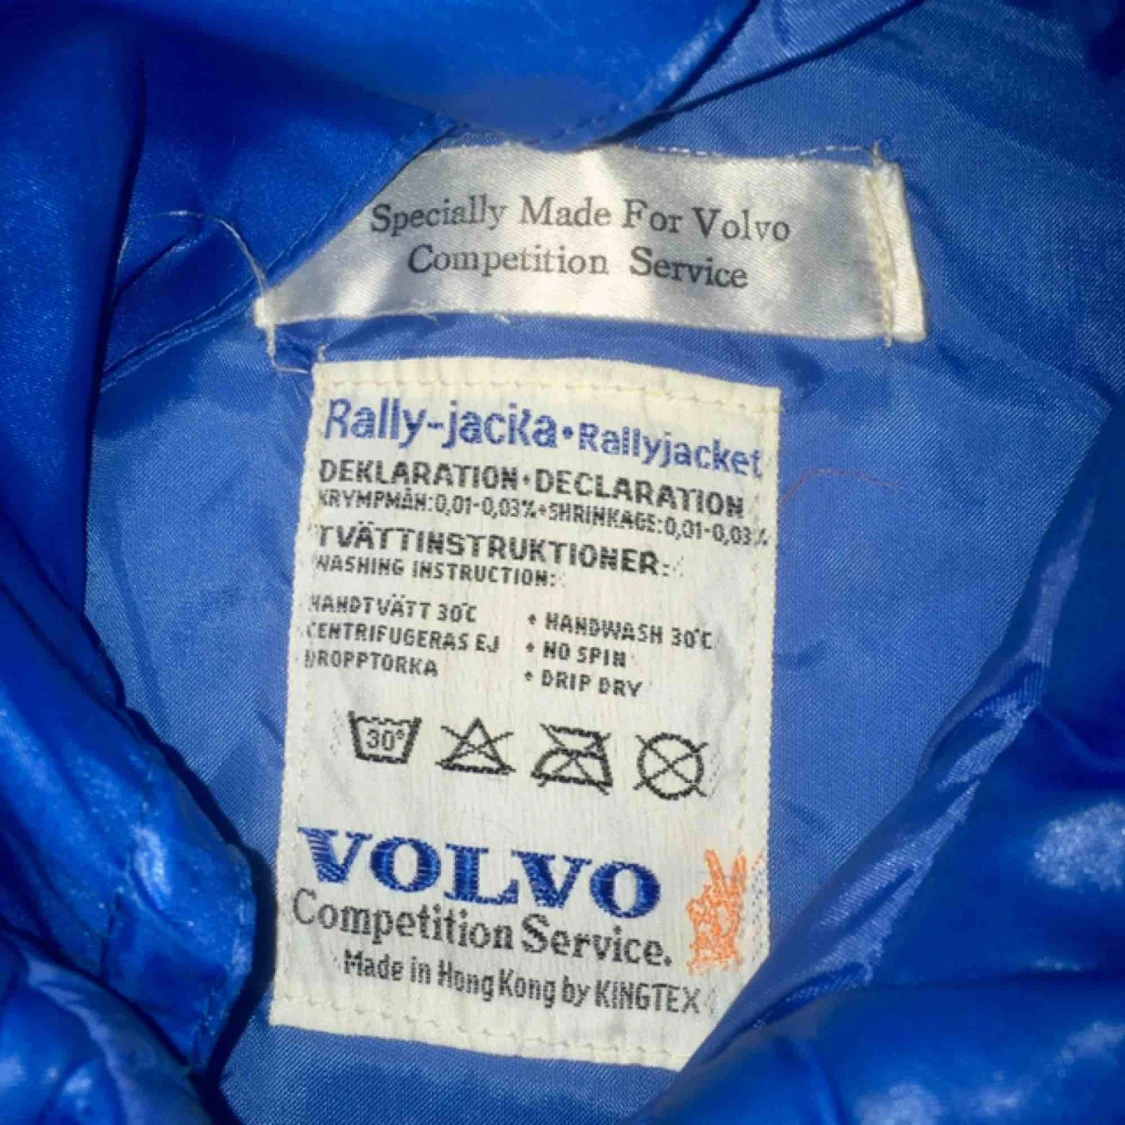 Specially Made For Volvo
Competition Service
Rally-jacka•Rallyjacket
DEKLARATION•DECLARATION
KRYMPMÅN:0,01-0,03%•SHRINKAGE:0,01-0,03%
TVÄTTINSTRUKTIONER:
WASHING INSTRUCTION:
HANDTVÄTT 30°C • HANDWASH 30°C
CENTRIFUGERAS EJ • NO SPIN
DROPPTORKA • DRIP DRY
30°
VOLVO
Competition Service.
Made in Hong Kong by KINGTEX